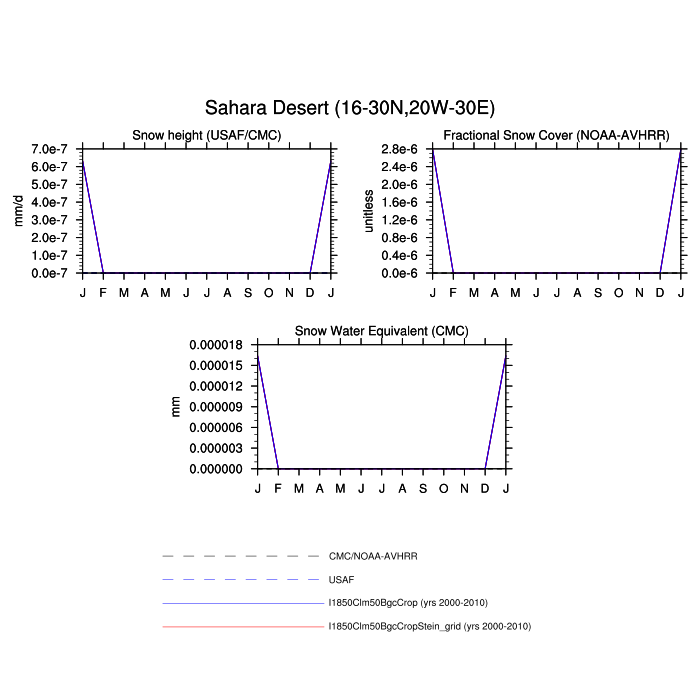 Sahara Desert (16-30N,20W-30E)
Snow height (USAF/CMC)
7.0e-7
6.0e-7
5.0e-7
4.0e-7
3.0e-7
2.0e-7
1.0e-7
0.0e-7
mm/d
J F M A M J J A S O N D J
Fractional Snow Cover (NOAA-AVHRR)
2.8e-6
2.4e-6
2.0e-6
1.6e-6
1.2e-6
0.8e-6
0.4e-6
0.0e-6
unitless
J F M A M J J A S O N D J
Snow Water Equivalent (CMC)
0.000018
0.000015
0.000012
0.000009
0.000006
0.000003
0.000000
mm
J F M A M J J A S O N D J
CMC/NOAA-AVHRR
USAF
I1850Clm50BgcCrop (yrs 2000-2010)
I1850Clm50BgcCropStein_grid (yrs 2000-2010)